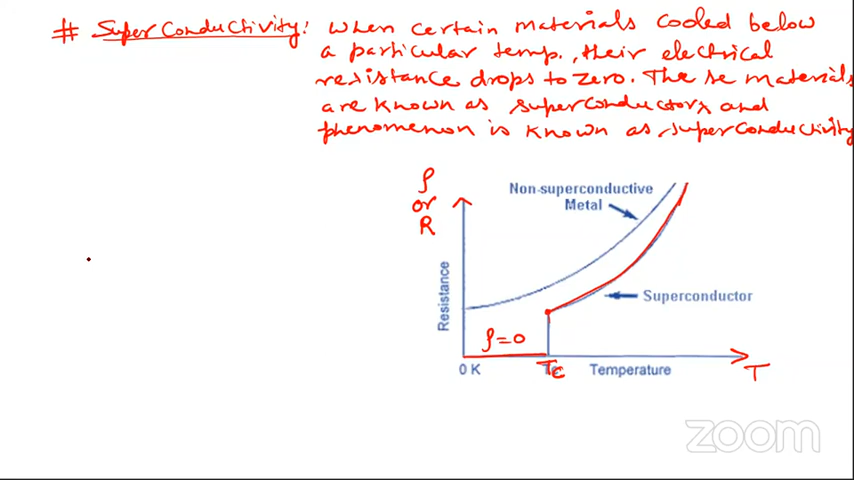 # Superconductivity: When certain materials cooled below
a particular temp., their electrical
resistance drops to zero. These materials
are known as superconductors and
phenomenon is known as superconductivity
ρ
or
R
Non-superconductive
Metal
Resistance
Superconductor
ρ=0
0 K
Tc
Temperature
T
zoom